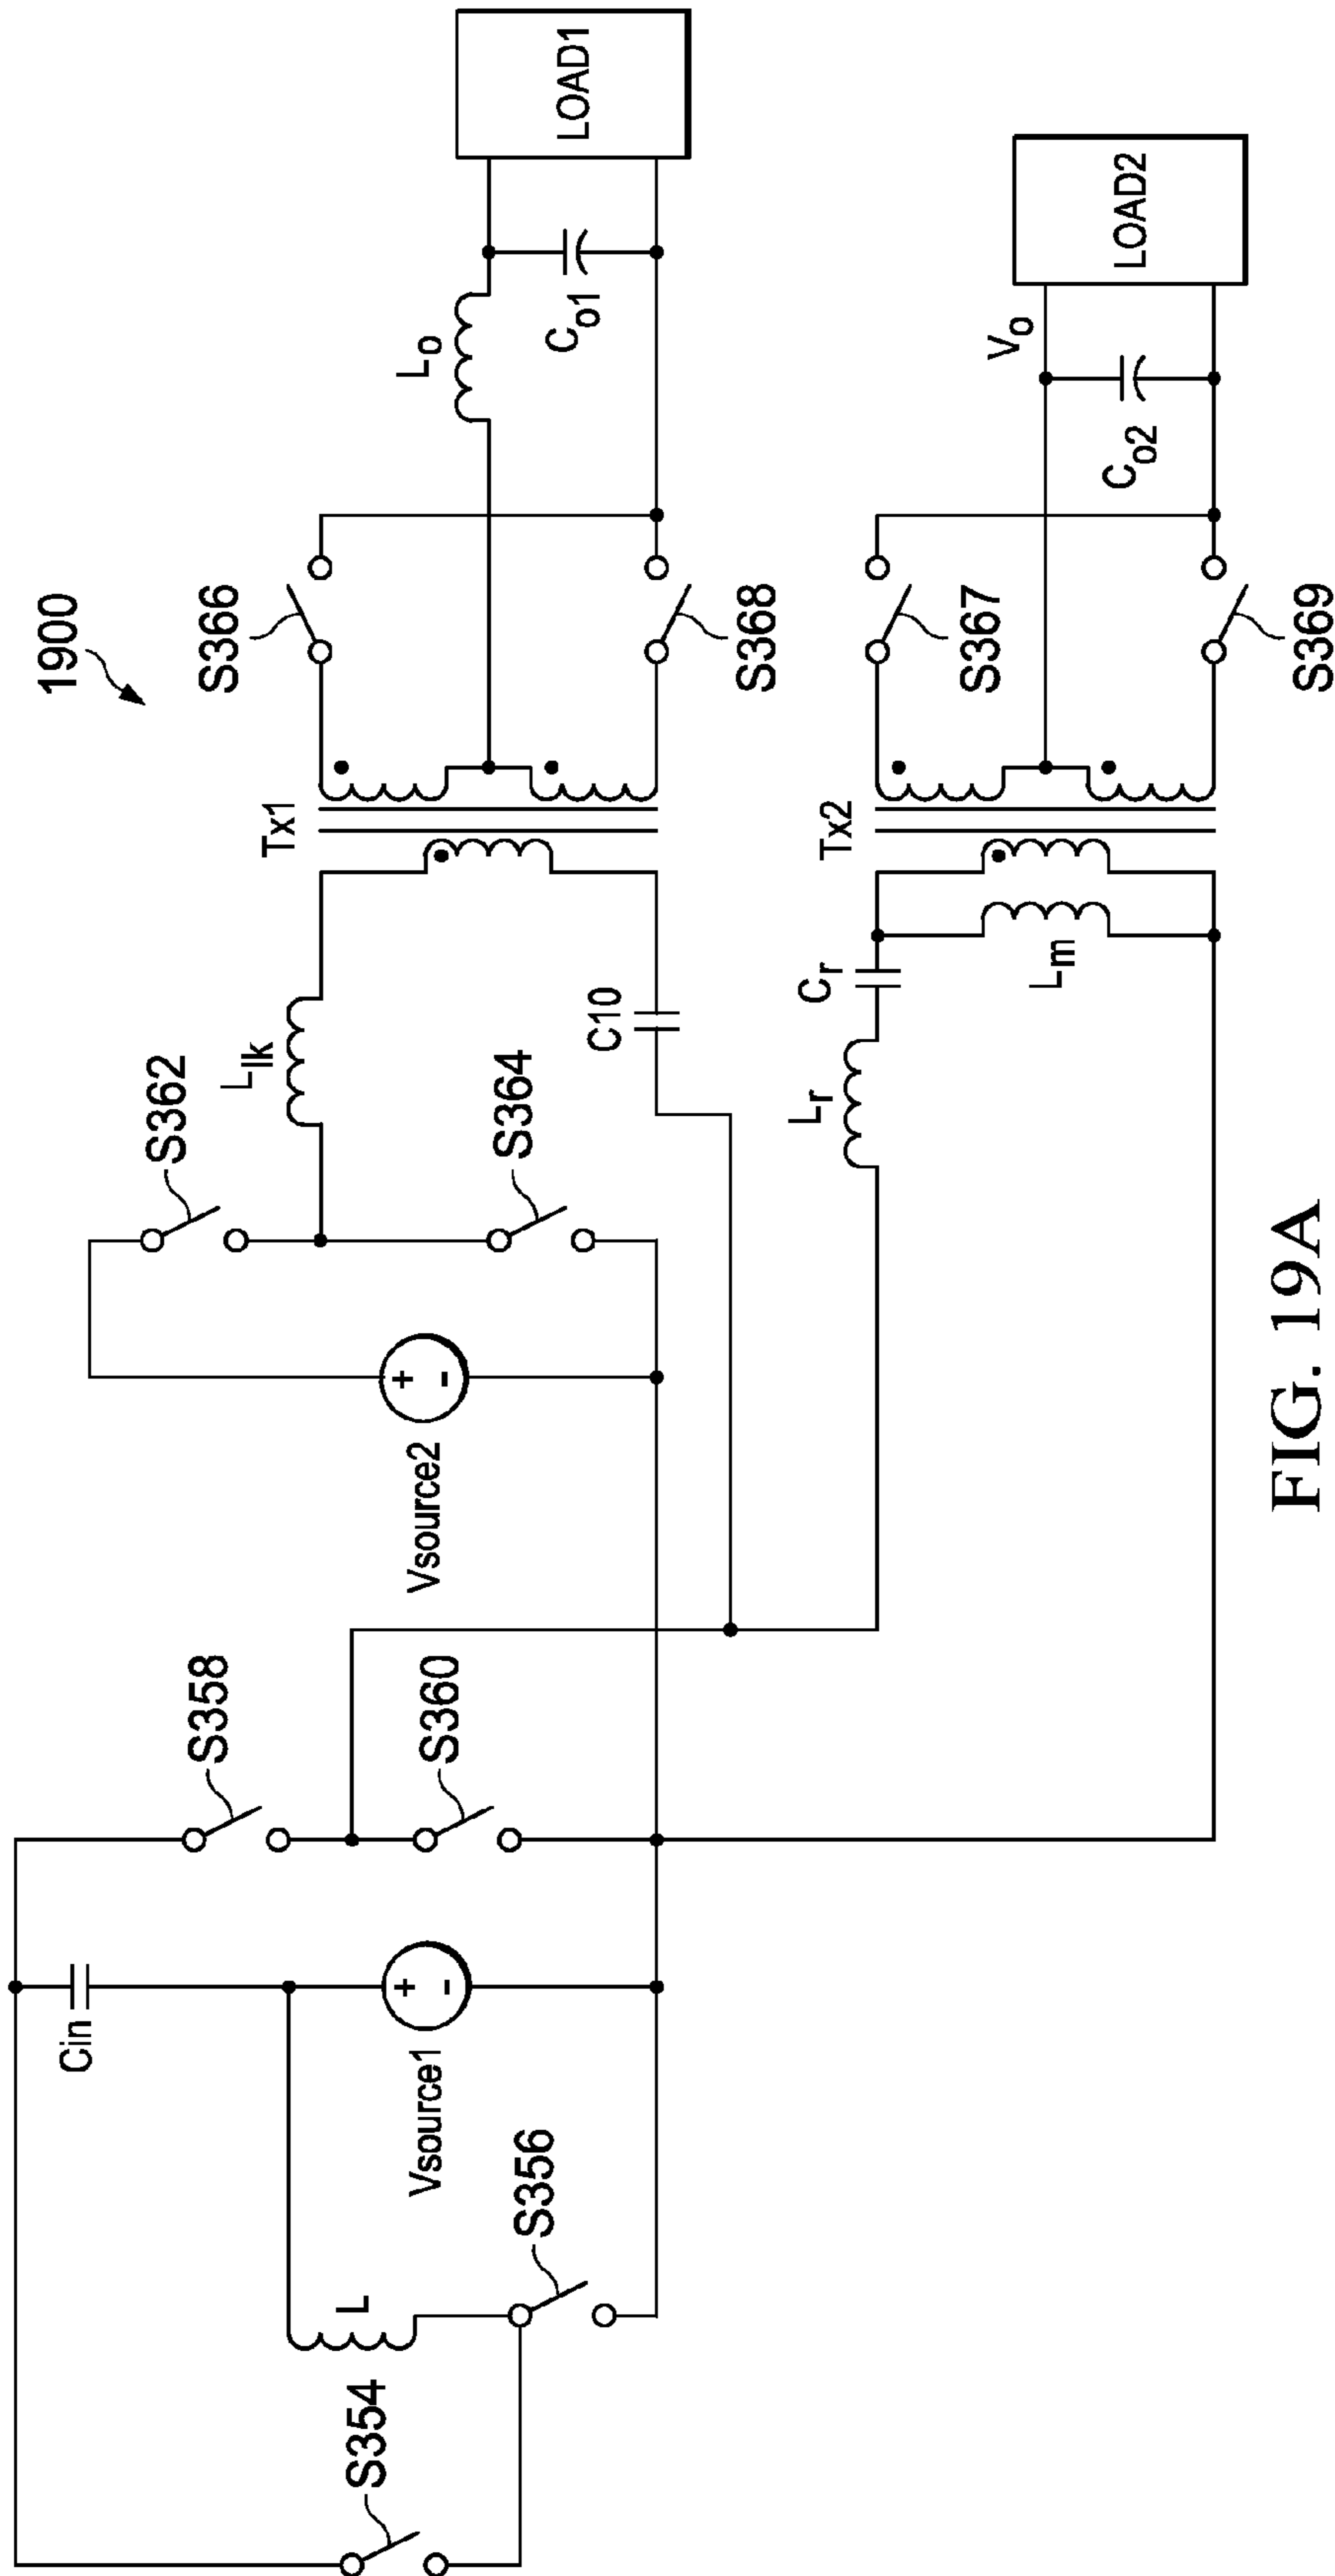 1900
S354
L
S356
Cin
Vsource1
S358
S360
Vsource2
S362
S364
Llk
C10
Tx1
S366
S368
Lo
Co1
LOAD1
Lr
Cr
Lm
Tx2
S367
S369
Vo
Co2
LOAD2
+
-
+
-
FIG. 19A